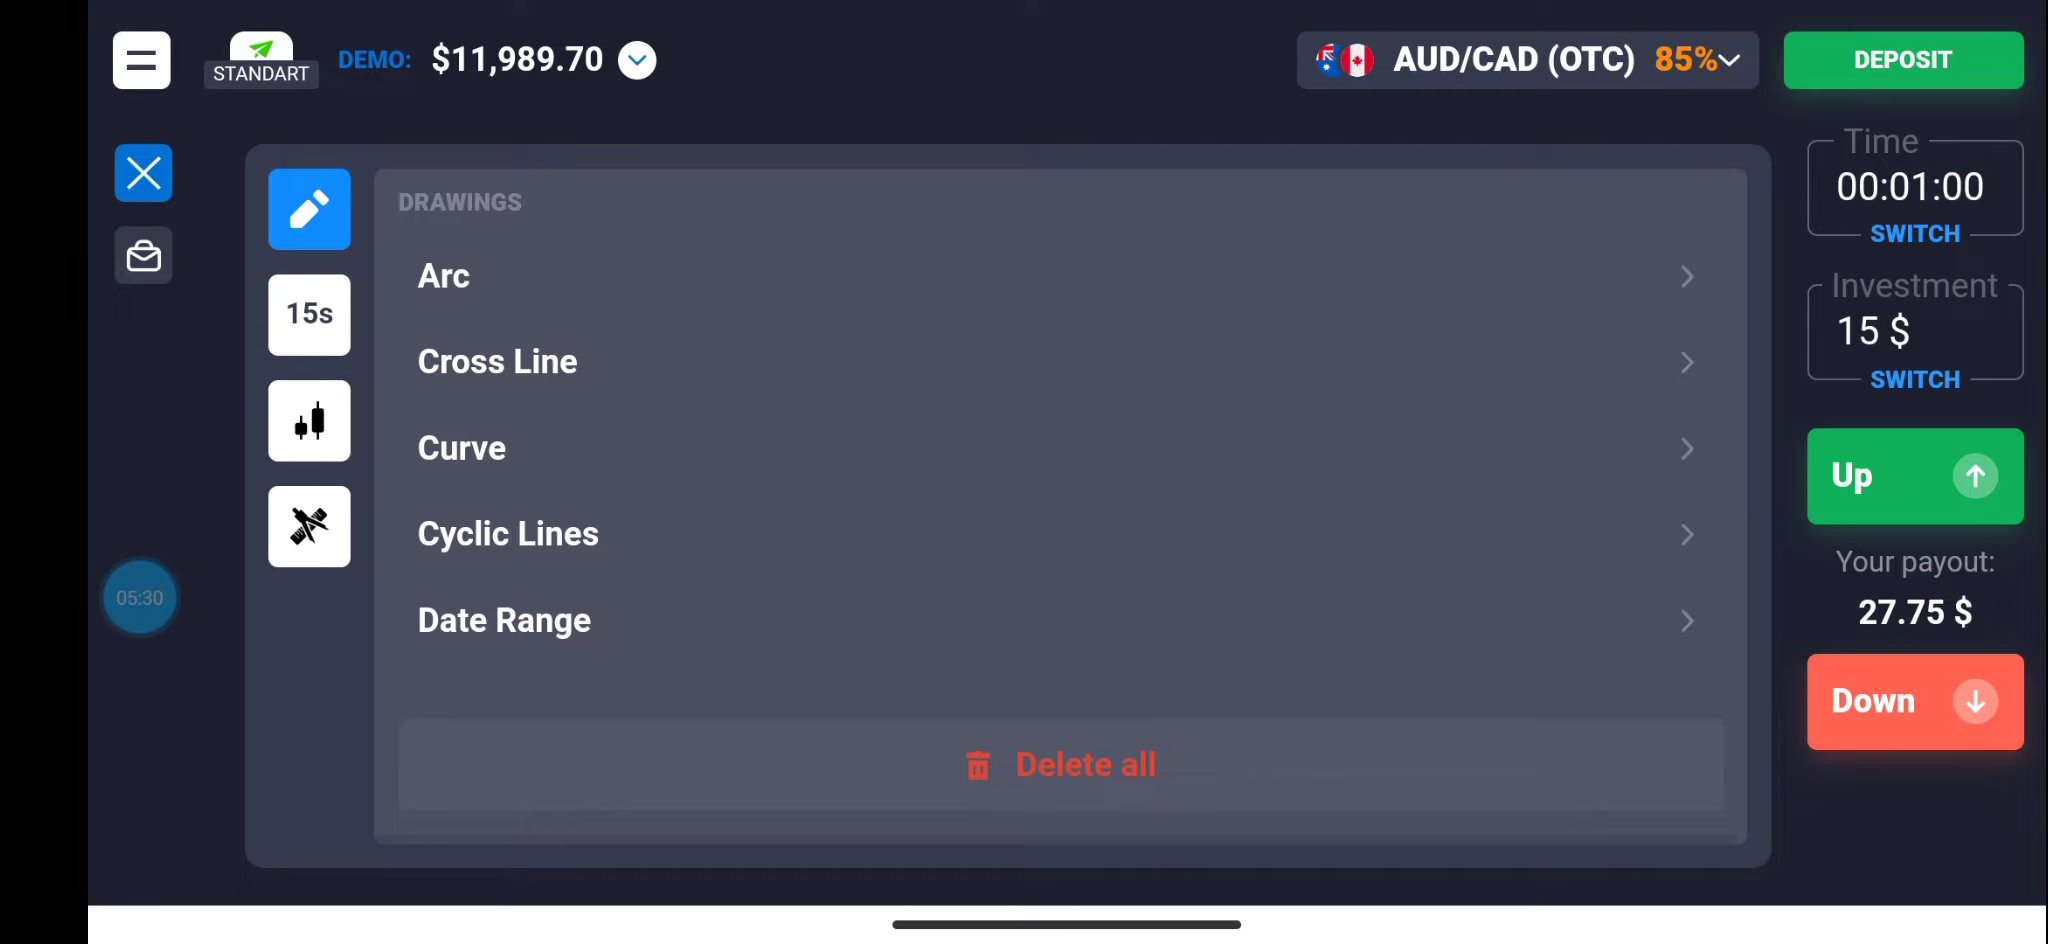 STANDART
DEMO: $11,989.70
AUD/CAD (OTC) 85%
DEPOSIT
Time
00:01:00
SWITCH
DRAWINGS
Arc
15s
Investment
15 $
SWITCH
Cross Line
Curve
Up
Cyclic Lines
Your payout:
27.75 $
05:30
Date Range
Down
Delete all